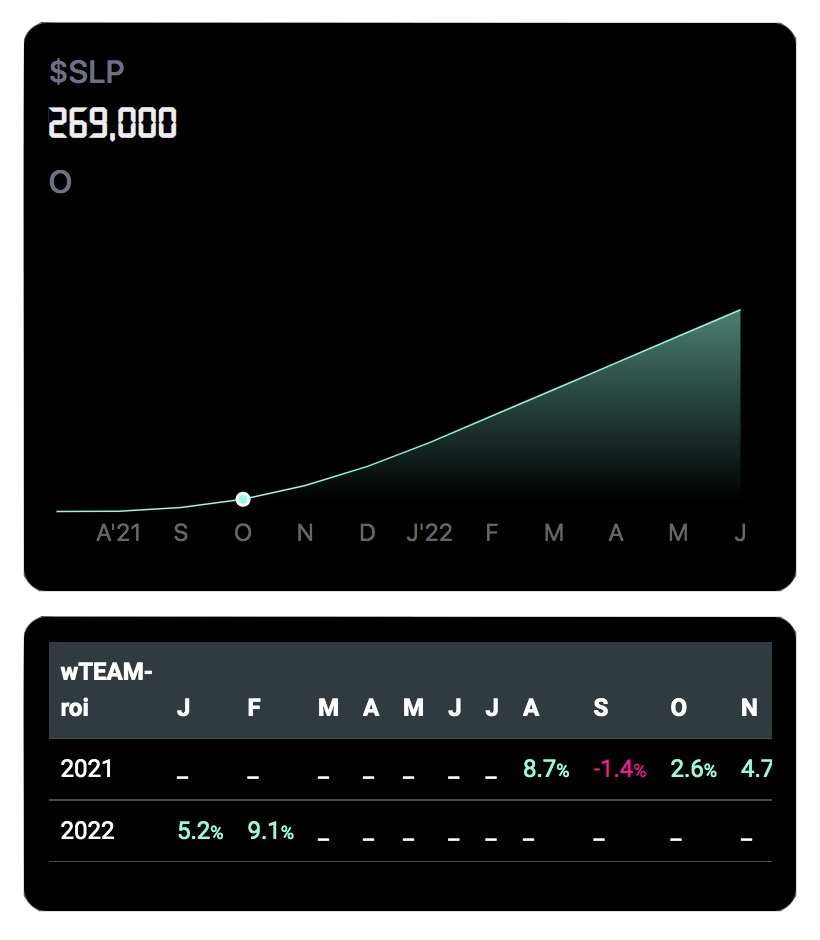 $SLP
269,000
O
A'21 S O N D J'22 F M A M J
wTEAM-
roi J F M A M J J A S O N
2021 _ _ _ _ _ _ _ 8.7% -1.4% 2.6% 4.7
2022 5.2% 9.1% _ _ _ _ _ _ _ _ _